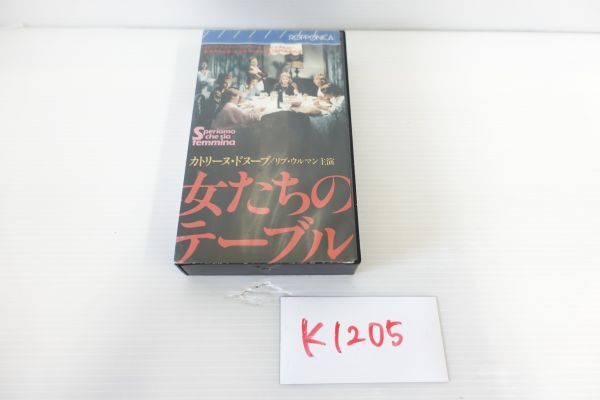 ROPPONICA
Speriamo
che sia
femmina
カトリーヌ・ドヌーブ/リブ・ウルマン主演
女たちの
テーブル
K1205